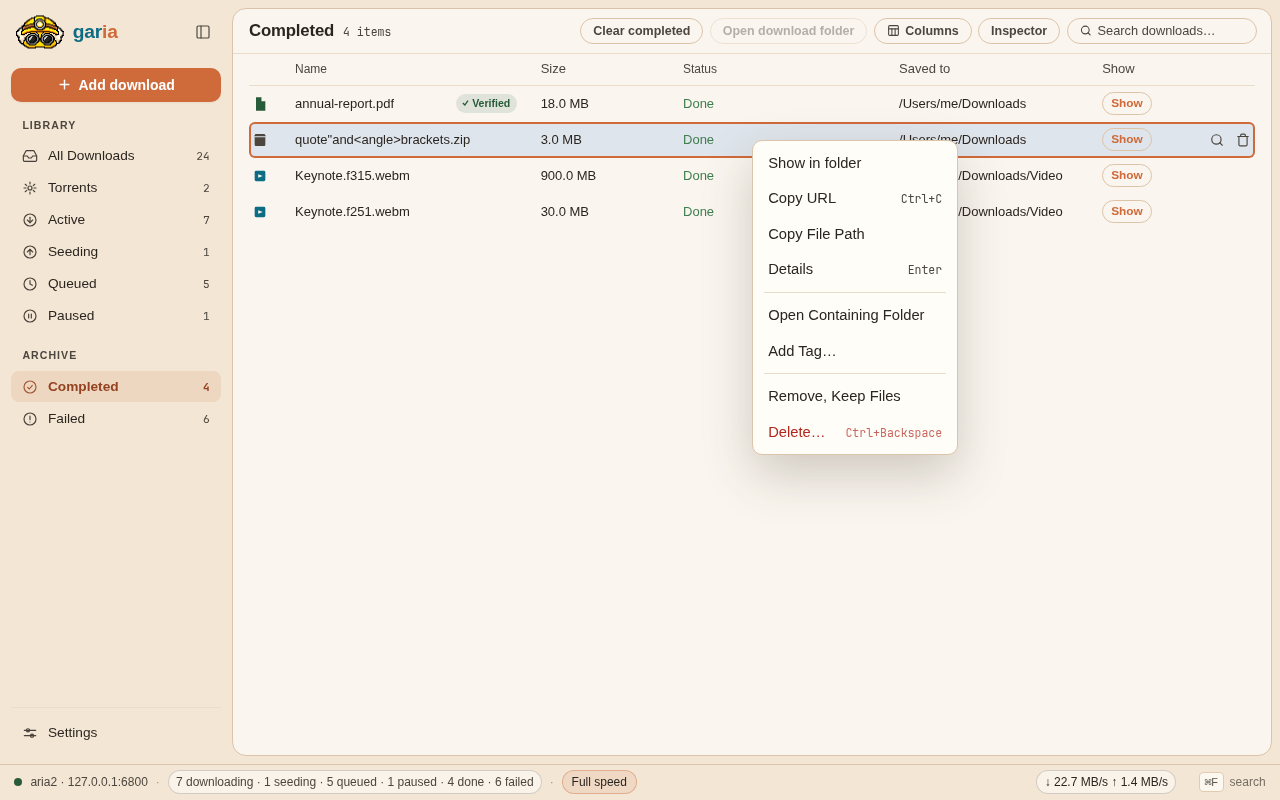 garia
Add download
LIBRARY
All Downloads 24
Torrents 2
Active 7
Seeding 1
Queued 5
Paused 1
ARCHIVE
Completed 4
Failed 6
Settings
Completed 4 items
Clear completed
Open download folder
Columns
Inspector
Search downloads…
Name Size Status Saved to Show
annual-report.pdf Verified 18.0 MB Done /Users/me/Downloads Show
quote"and<angle>brackets.zip 3.0 MB Done /Users/me/Downloads Show
Keynote.f315.webm 900.0 MB Done /Downloads/Video Show
Keynote.f251.webm 30.0 MB Done /Downloads/Video Show
Show in folder
Copy URL Ctrl+C
Copy File Path
Details Enter
Open Containing Folder
Add Tag…
Remove, Keep Files
Delete… Ctrl+Backspace
aria2 · 127.0.0.1:6800 · 7 downloading · 1 seeding · 5 queued · 1 paused · 4 done · 6 failed · Full speed
↓ 22.7 MB/s ↑ 1.4 MB/s
⌘F search